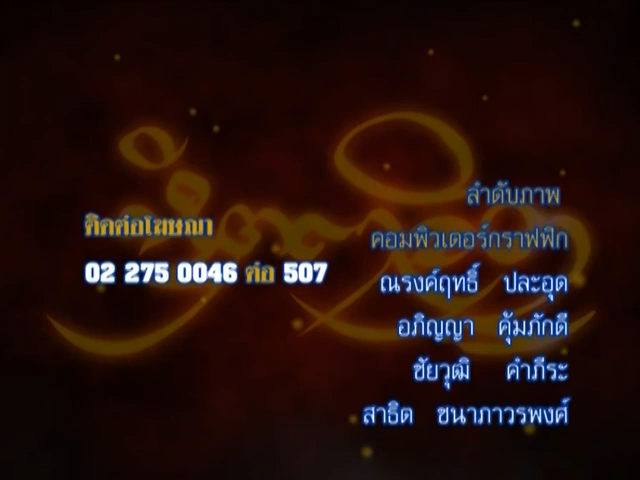 ติดต่อโฆษณา
02 275 0046 ต่อ 507
ลำดับภาพ
คอมพิวเตอร์กราฟฟิก
ณรงค์ฤทธิ์ ปละอุด
อภิญญา คุ้มภักดี
ชัยวุฒิ คำภีระ
สาธิต ชนาภาวรพงศ์